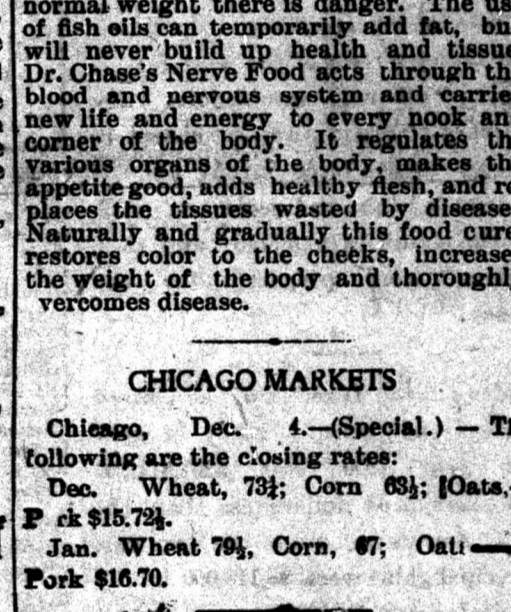 normal weight there is danger. The us
of fish oils can temporarily add fat, bu
will never build up health and tissue
Dr. Chase's Nerve Food acts through th
blood and nervous system and carrie
new life and energy to every nook an
corner of the body. It regulates th
various organs of the body, makes th
appetite good, adds healthy flesh, and re
places the tissues wasted by disease
Naturally and gradually this food cure
restores color to the cheeks, increase
the weight of the body and thoroughl
vercomes disease.
CHICAGO MARKETS
Chicago, Dec. 4.—(Special.) — Th
following are the closing rates:
Dec. Wheat, 73¼; Corn 63½; Oats,
P rk $15.72½.
Jan. Wheat 79½, Corn, 67; Oats—
Pork $16.70.